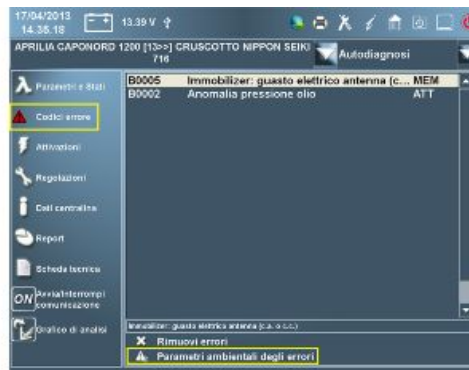 17/04/2013
14.35.18
13.39 V
APRILIA CAPONORD 1200 [13>>] CRUSCOTTO NIPPON SEIKI
716
Autodiagnosi
Parametri e Stati
Codici errore
Attivazioni
Regolazioni
Dati centralina
Report
Scheda tecnica
ON Avvia/Interrompi
comunicazione
Grafico di analisi
B0005 Immobilizer: guasto elettrico antenna (c... MEM
B0002 Anomalia pressione olio ATT
Immobilizer: guasto elettrico antenna (c.a. o c.c.)
Rimuovi errori
Parametri ambientali degli errori